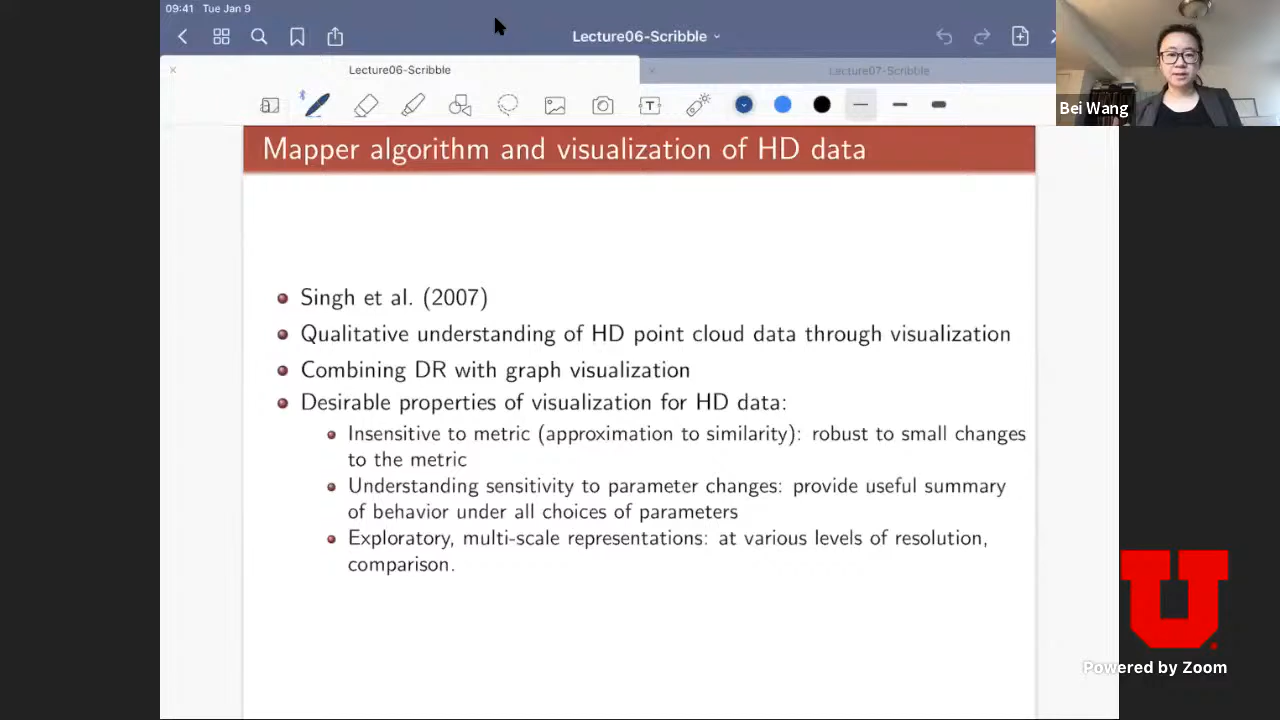 09:41 Tue Jan 9
Lecture06-Scribble
Lecture06-Scribble
Lecture07-Scribble
T
Bei Wang
Mapper algorithm and visualization of HD data
Singh et al. (2007)
Qualitative understanding of HD point cloud data through visualization
Combining DR with graph visualization
Desirable properties of visualization for HD data:
Insensitive to metric (approximation to similarity): robust to small changes
to the metric
Understanding sensitivity to parameter changes: provide useful summary
of behavior under all choices of parameters
Exploratory, multi-scale representations: at various levels of resolution,
comparison.
U
Powered by Zoom